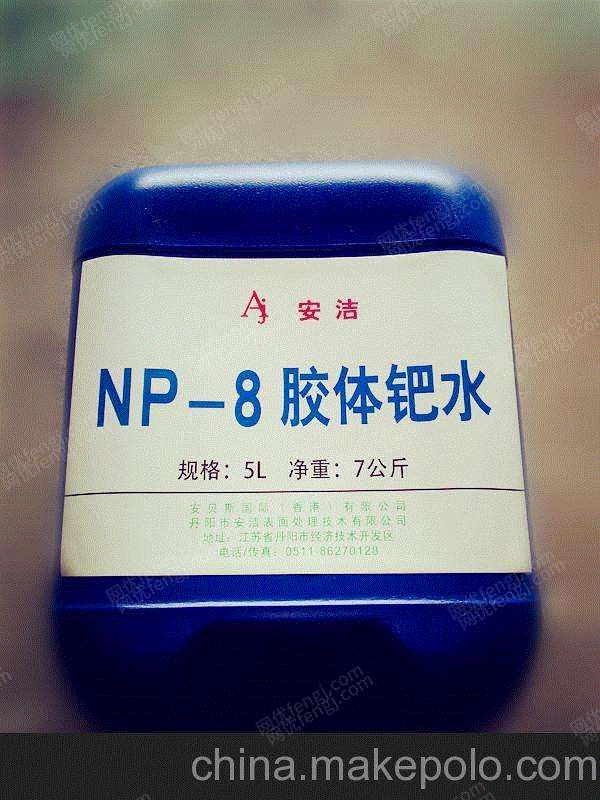 Aj 安洁
NP-8 胶体钯水
规格：5L 净重：7公斤
安贝斯国际（香港）有限公司
丹阳市安洁表面处理技术有限公司
地址：江苏省丹阳市经济技术开发区
电话/传真：0511-86270128
china.makepolo.com